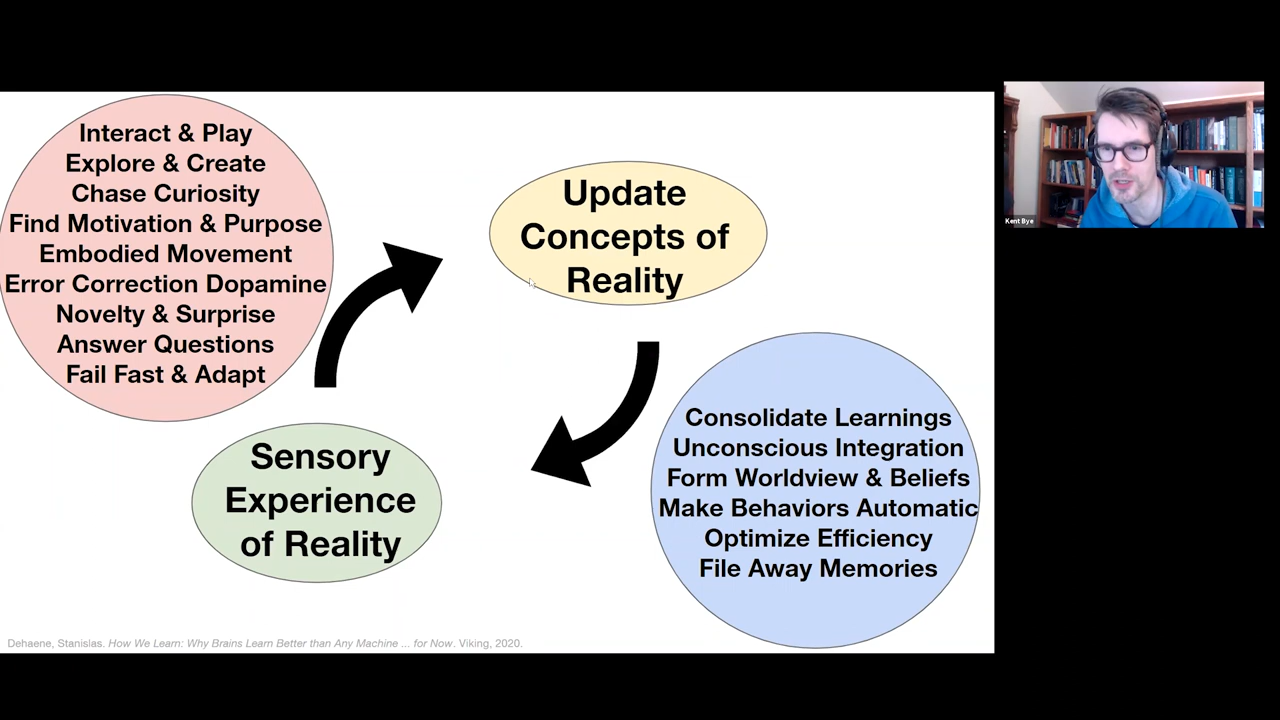 Interact & Play
Explore & Create
Chase Curiosity
Find Motivation & Purpose
Embodied Movement
Error Correction Dopamine
Novelty & Surprise
Answer Questions
Fail Fast & Adapt
Update
Concepts of
Reality
Sensory
Experience
of Reality
Consolidate Learnings
Unconscious Integration
Form Worldview & Beliefs
Make Behaviors Automatic
Optimize Efficiency
File Away Memories
Dehaene, Stanislas. How We Learn: Why Brains Learn Better than Any Machine ... for Now. Viking, 2020.
Kent Bye